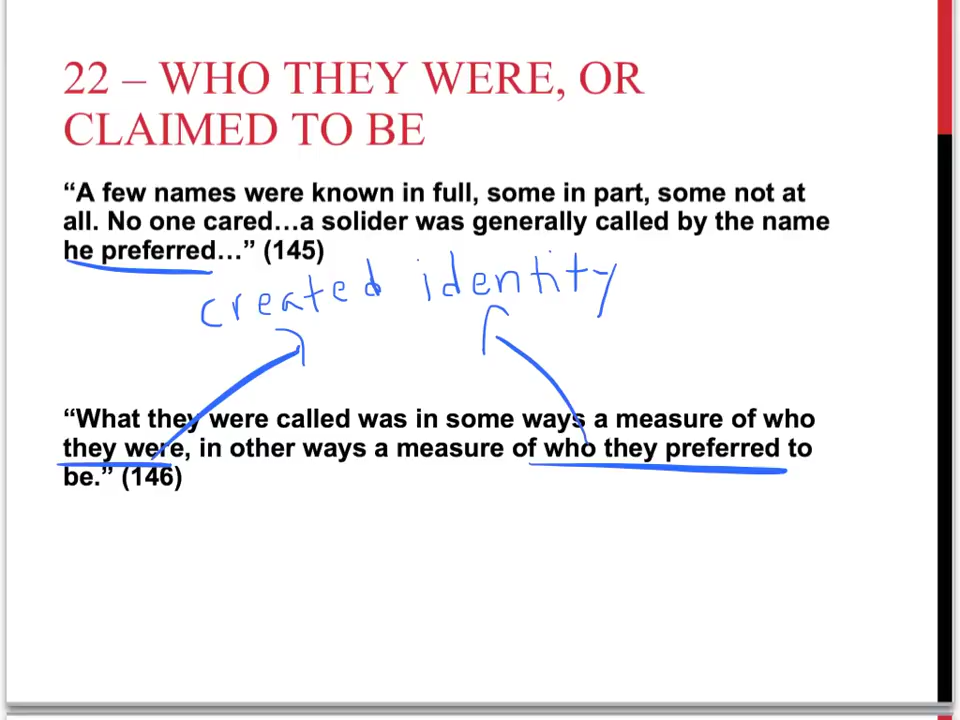 22 – WHO THEY WERE, OR
CLAIMED TO BE
“A few names were known in full, some in part, some not at
all. No one cared…a solider was generally called by the name
he preferred…” (145)
created identity
“What they were called was in some ways a measure of who
they were, in other ways a measure of who they preferred to
be.” (146)